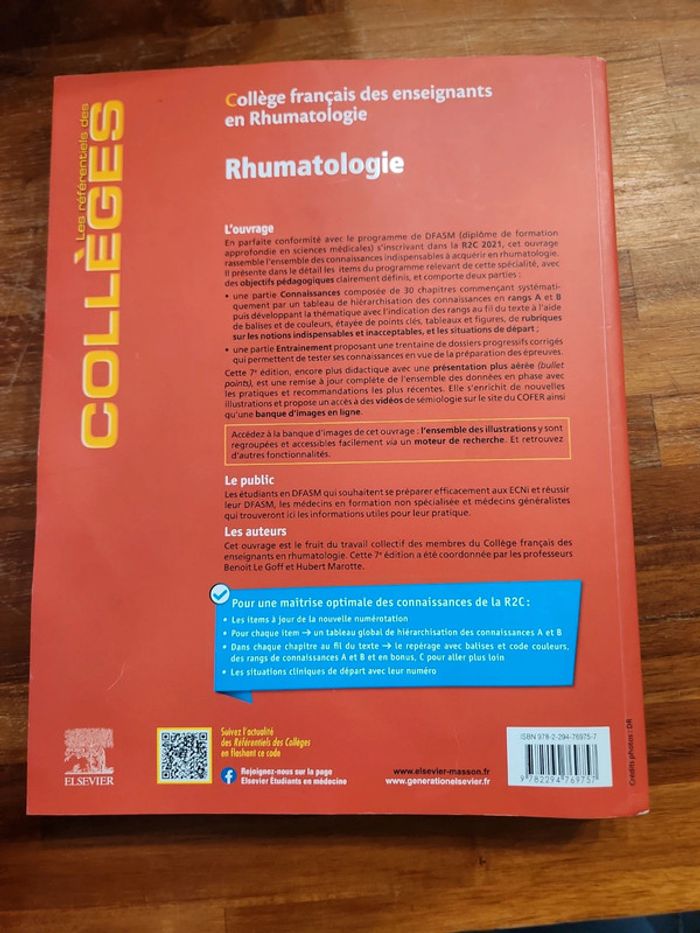 Les référentiels des
COLLÈGES
Collège français des enseignants
en Rhumatologie
Rhumatologie
L'ouvrage
En parfaite conformité avec le programme de DFASM (diplôme de formation
approfondie en sciences médicales) s'inscrivant dans la R2C 2021, cet ouvrage
rassemble l'ensemble des connaissances indispensables à acquérir en rhumatologie.
Il présente dans le détail les items du programme relevant de cette spécialité, avec
des objectifs pédagogiques clairement définis, et comporte deux parties :
• une partie Connaissances composée de 30 chapitres commençant systémati-
quement par un tableau de hiérarchisation des connaissances en rangs A et B
puis développant la thématique avec l'indication des rangs au fil du texte à l'aide
de balises et de couleurs, étayée de points clés, tableaux et figures, de rubriques
sur les notions indispensables et inacceptables, et les situations de départ ;
• une partie Entraînement proposant une trentaine de dossiers progressifs corrigés
qui permettent de tester ses connaissances en vue de la préparation des épreuves.
Cette 7e édition, encore plus didactique avec une présentation plus aérée (bullet
points), est une remise à jour complète de l'ensemble des données en phase avec
les pratiques et recommandations les plus récentes. Elle s'enrichit de nouvelles
illustrations et propose un accès à des vidéos de sémiologie sur le site du COFER ainsi
qu'une banque d'images en ligne.
Accédez à la banque d'images de cet ouvrage : l'ensemble des illustrations y sont
regroupées et accessibles facilement via un moteur de recherche. Et retrouvez
d'autres fonctionnalités.
Le public
Les étudiants en DFASM qui souhaitent se préparer efficacement aux ECNi et réussir
leur DFASM, les médecins en formation non spécialisée et médecins généralistes
qui trouveront ici les informations utiles pour leur pratique.
Les auteurs
Cet ouvrage est le fruit du travail collectif des membres du Collège français des
enseignants en rhumatologie. Cette 7e édition a été coordonnée par les professeurs
Benoit Le Goff et Hubert Marotte.
Pour une maîtrise optimale des connaissances de la R2C :
• Les items à jour de la nouvelle numérotation
• Pour chaque item → un tableau global de hiérarchisation des connaissances A et B
• Dans chaque chapitre au fil du texte → le repérage avec balises et code couleurs,
des rangs de connaissances A et B et en bonus, C pour aller plus loin
• Les situations cliniques de départ avec leur numéro
ELSEVIER
Suivez l'actualité
des Référentiels des Collèges
en flashant ce code
Rejoignez-nous sur la page
Elsevier Étudiants en médecine
www.elsevier-masson.fr
www.generationelsevier.fr
ISBN 978-2-294-76975-7
9 782294 769757
Crédits photos : DR